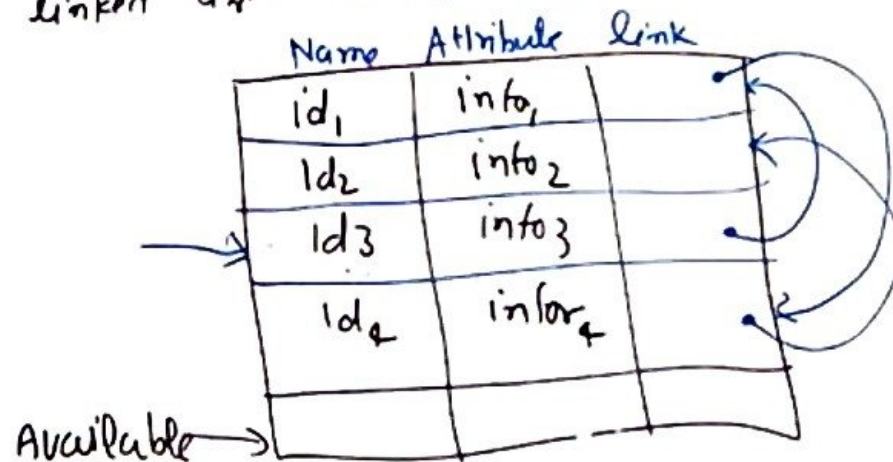 Name Attribute link
id1 info1
Id2 info2
Id3 info3
Id4 infor4
Available